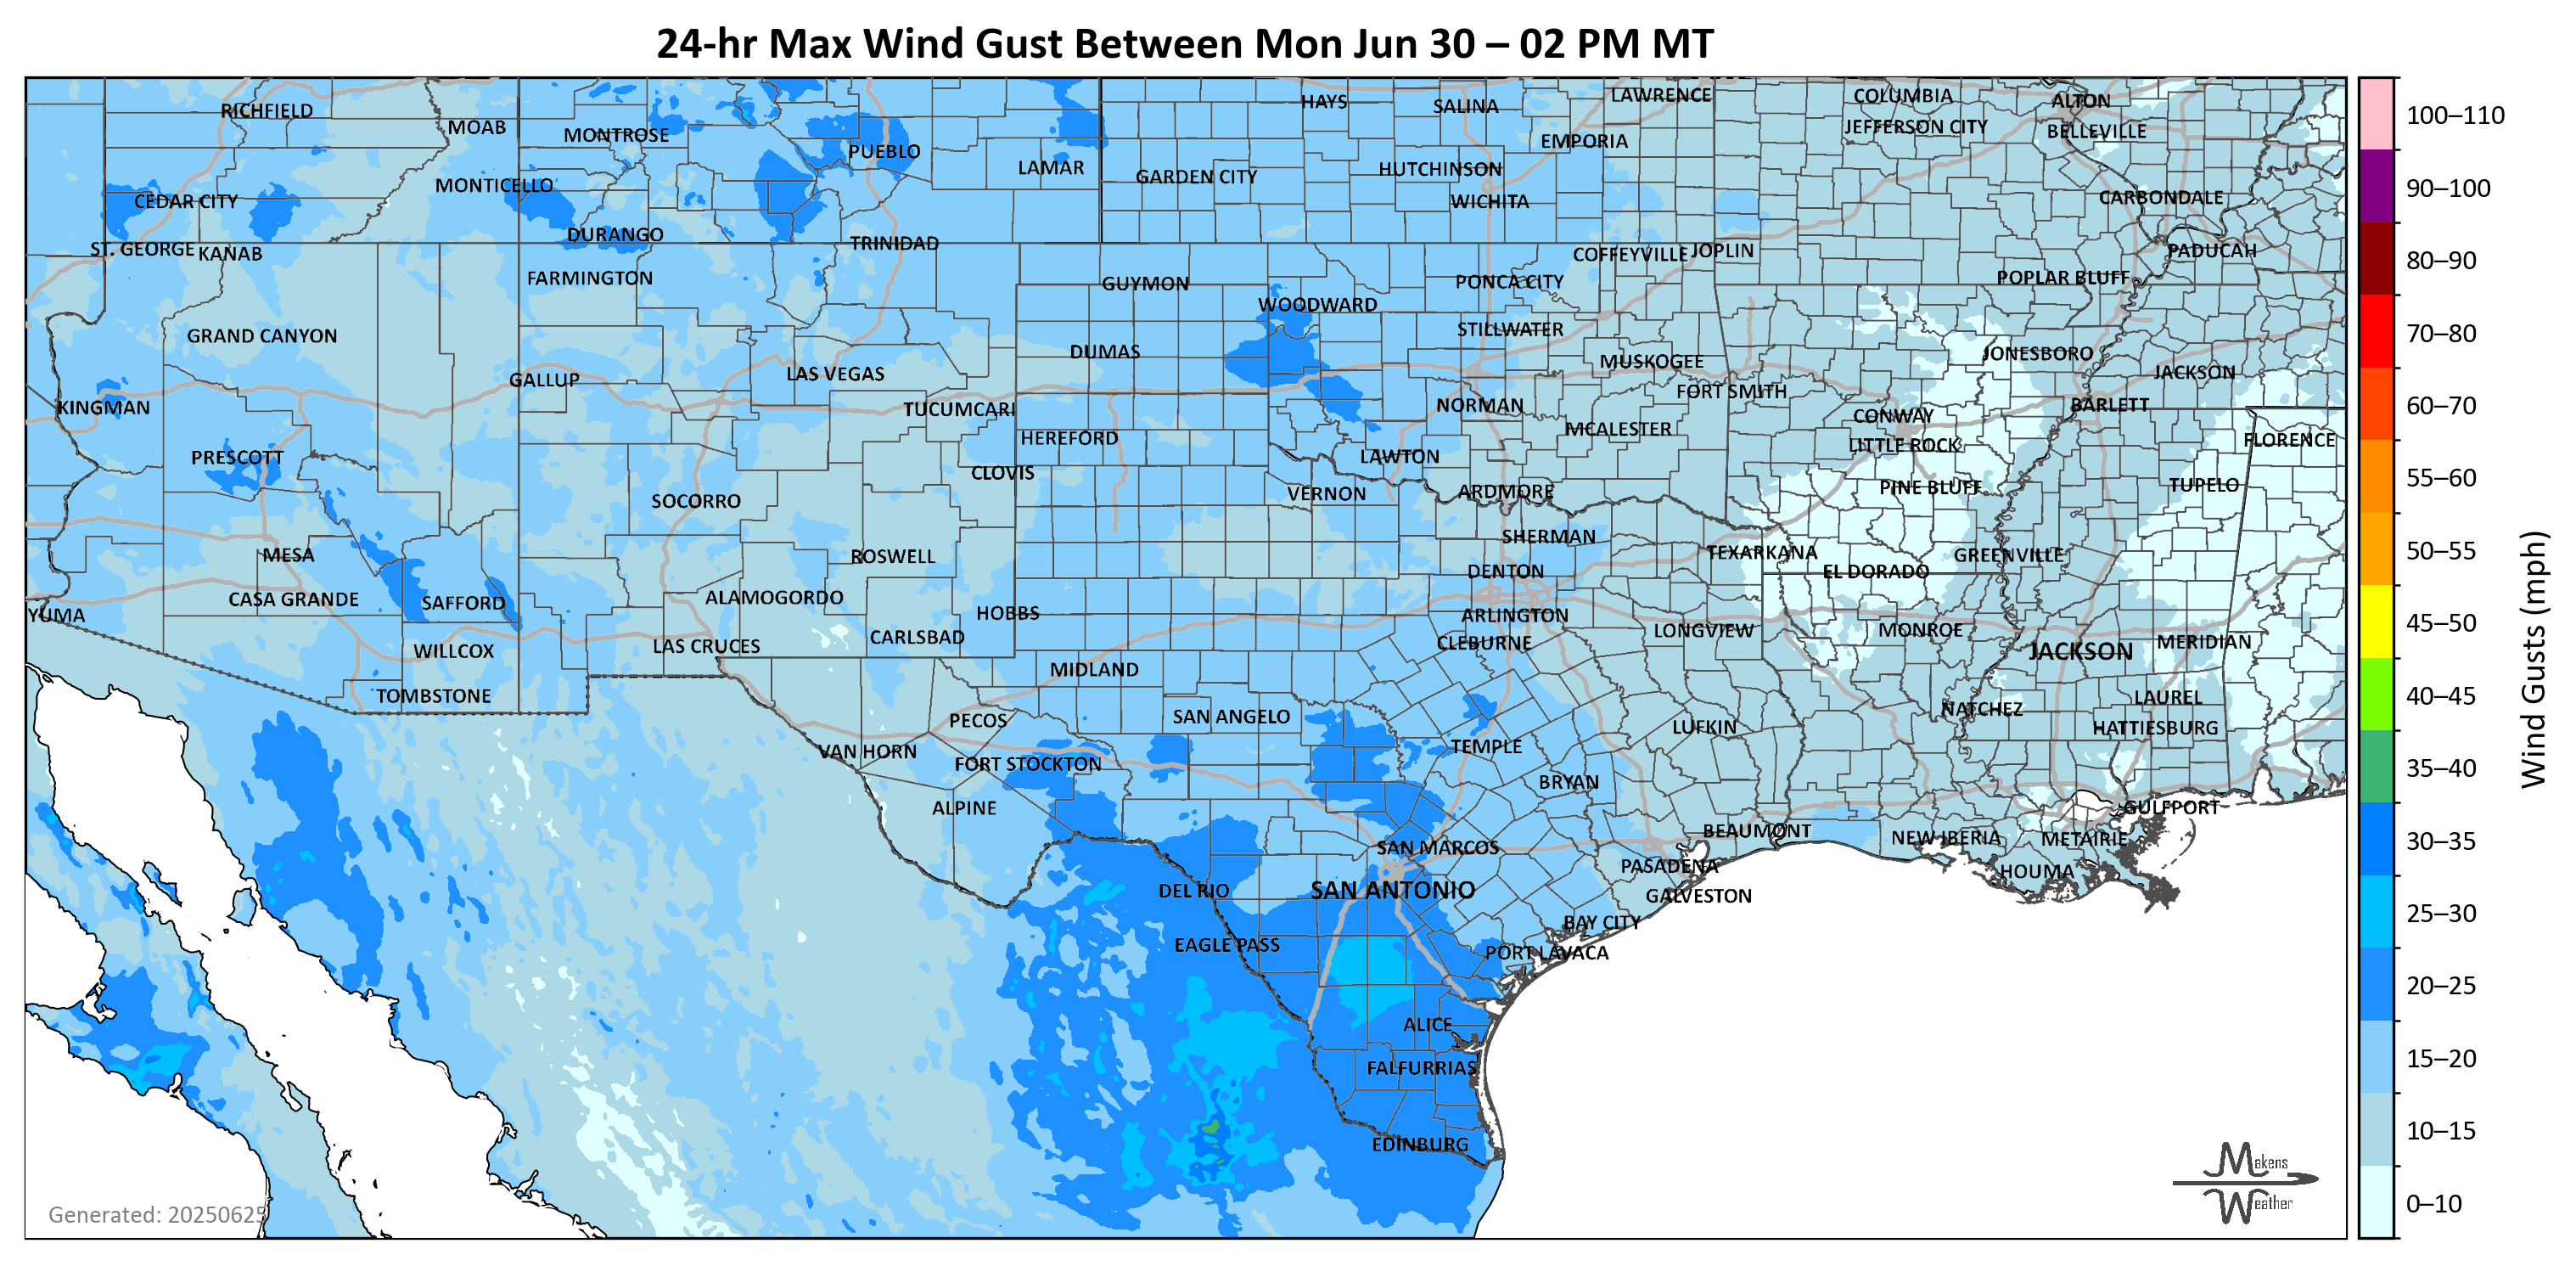 24-hr Max Wind Gust Between Mon Jun 30 – 02 PM MT
RICHFIELD
MOAB
MONTROSE
PUEBLO
LAMAR
HAYS
SALINA
LAWRENCE
COLUMBIA
ALTON
JEFFERSON CITY
BELLEVILLE
EMPORIA
GARDEN CITY
HUTCHINSON
MONTICELLO
CEDAR CITY
WICHITA
CARBONDALE
DURANGO
TRINIDAD
ST. GEORGE
KANAB
COFFEYVILLE
JOPLIN
PADUCAH
FARMINGTON
GUYMON
PONCA CITY
POPLAR BLUFF
WOODWARD
GRAND CANYON
STILLWATER
DUMAS
MUSKOGEE
JONESBORO
GALLUP
LAS VEGAS
JACKSON
FORT SMITH
KINGMAN
TUCUMCARI
NORMAN
CONWAY
BARLETT
HEREFORD
MCALESTER
LITTLE ROCK
FLORENCE
PRESCOTT
CLOVIS
LAWTON
SOCORRO
VERNON
ARDMORE
PINE BLUFF
TUPELO
MESA
ROSWELL
SHERMAN
TEXARKANA
GREENVILLE
DENTON
EL DORADO
CASA GRANDE
SAFFORD
ALAMOGORDO
HOBBS
ARLINGTON
YUMA
LAS CRUCES
CARLSBAD
CLEBURNE
LONGVIEW
MONROE
JACKSON
MERIDIAN
WILLCOX
MIDLAND
TOMBSTONE
PECOS
SAN ANGELO
NATCHEZ
LAUREL
LUFKIN
HATTIESBURG
VAN HORN
FORT STOCKTON
TEMPLE
BRYAN
ALPINE
GULFPORT
SAN MARCOS
BEAUMONT
NEW IBERIA
METAIRIE
DEL RIO
SAN ANTONIO
PASADENA
HOUMA
GALVESTON
EAGLE PASS
BAY CITY
PORT LAVACA
ALICE
FALFURRIAS
EDINBURG
Generated: 20250625
Makens
Weather
100–110
90–100
80–90
70–80
60–70
55–60
50–55
45–50
40–45
35–40
30–35
25–30
20–25
15–20
10–15
0–10
Wind Gusts (mph)